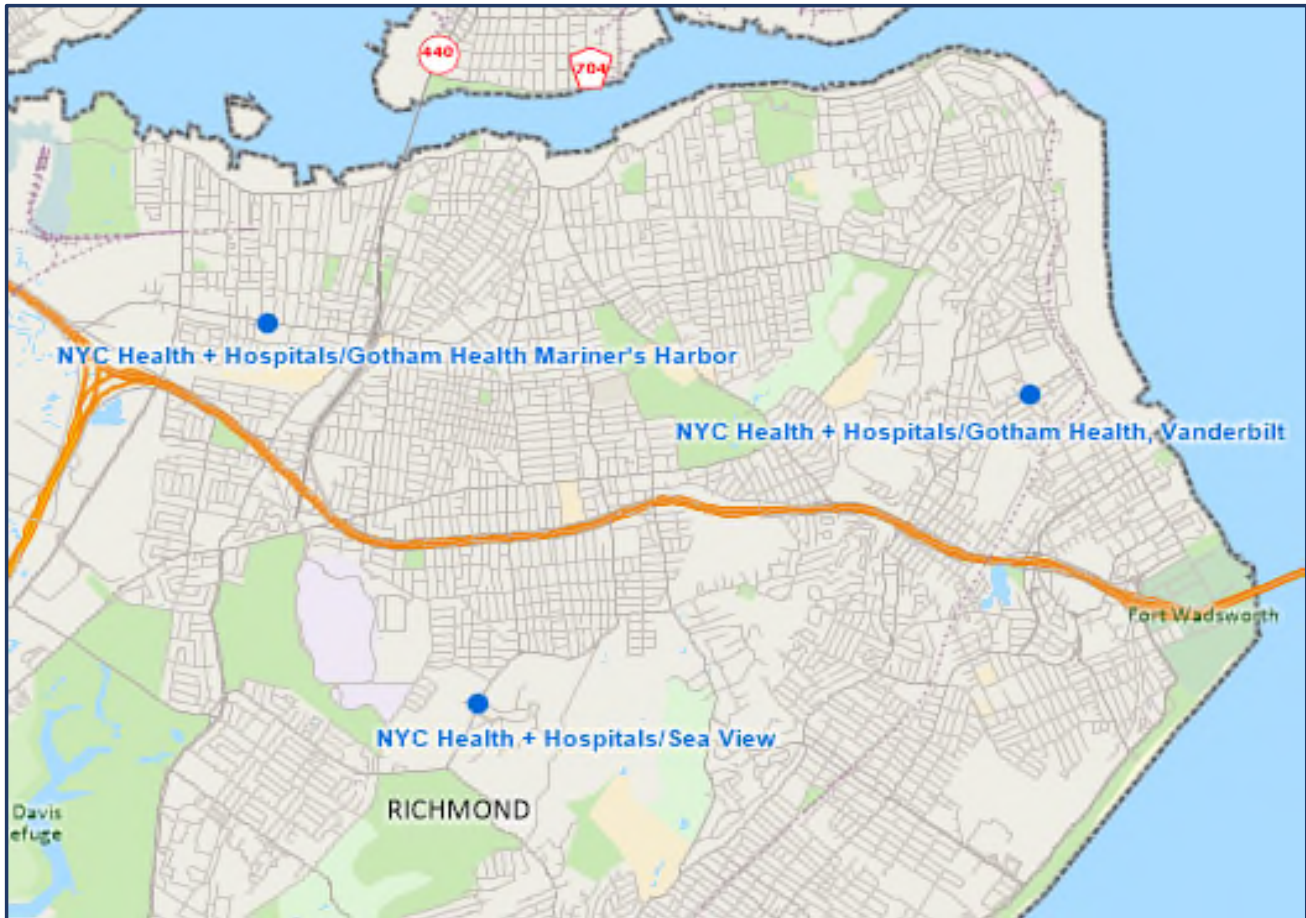 440
704
NYC Health + Hospitals/Gotham Health Mariner's Harbor
NYC Health + Hospitals/Gotham Health, Vanderbilt
Fort Wadsworth
NYC Health + Hospitals/Sea View
RICHMOND
Davis
efuge